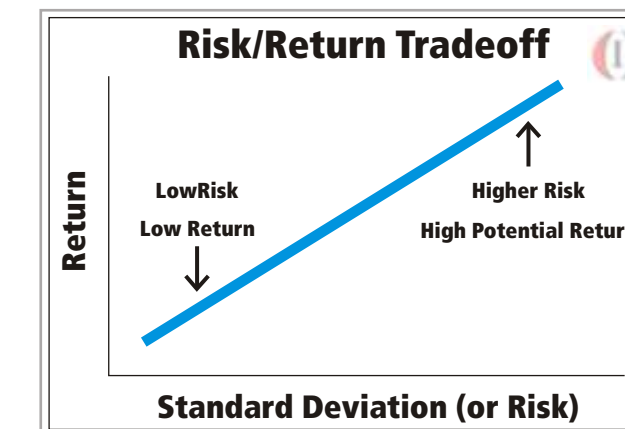 Risk/Return Tradeoff
Return
LowRisk
Low Return
Higher Risk
High Potential Retur
Standard Deviation (or Risk)